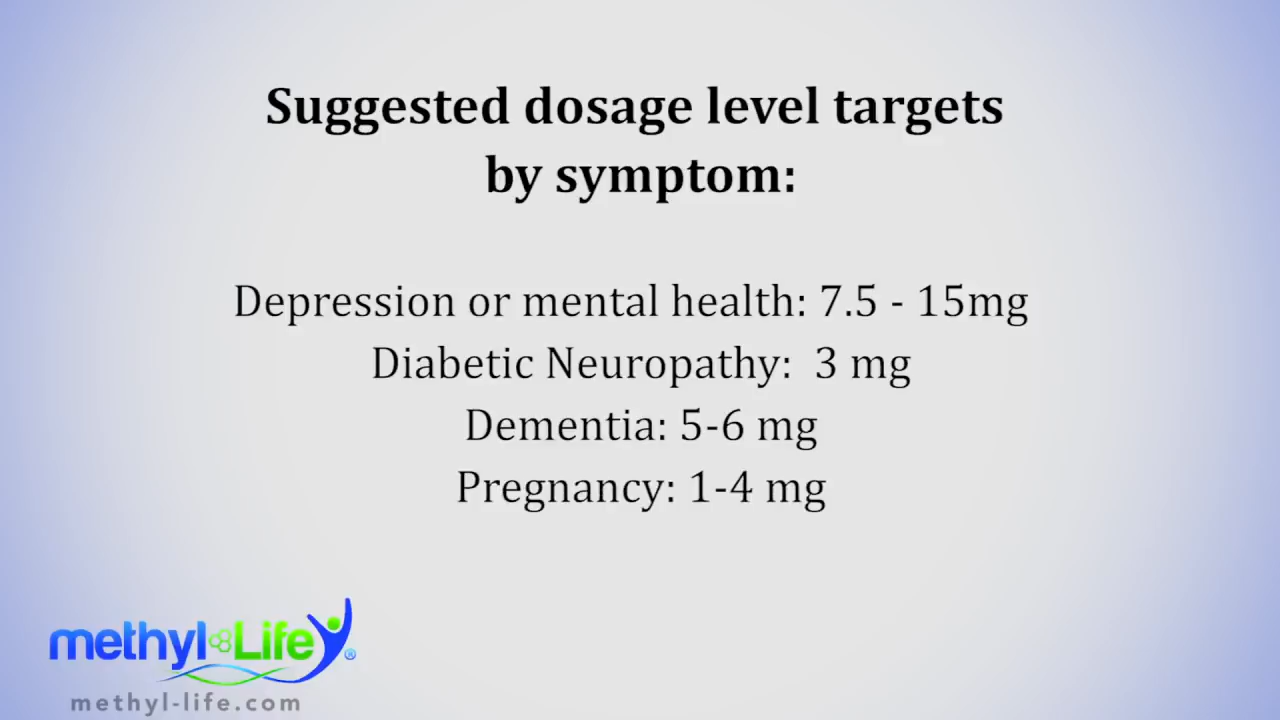 Suggested dosage level targets
by symptom:
Depression or mental health: 7.5 - 15mg
Diabetic Neuropathy: 3 mg
Dementia: 5-6 mg
Pregnancy: 1-4 mg
methyl Life®
methyl-life.com